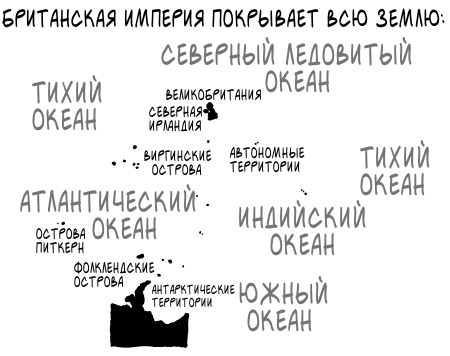 БРИТАНСКАЯ ИМПЕРИЯ ПОКРЫВАЕТ ВСЮ ЗЕМЛЮ:
СЕВЕРНЫЙ ЛЕДОВИТЫЙ
ОКЕАН
ТИХИЙ
ОКЕАН
ВЕЛИКОБРИТАНИЯ
СЕВЕРНАЯ
ИРЛАНДИЯ
ВИРГИНСКИЕ
ОСТРОВА
АВТОНОМНЫЕ
ТЕРРИТОРИИ
ТИХИЙ
ОКЕАН
АТЛАНТИЧЕСКИЙ
ОКЕАН
ИНДИЙСКИЙ
ОКЕАН
ОСТРОВА
ПИТКЕРН
ФОЛКЛЕНДСКИЕ
ОСТРОВА
АНТАРКТИЧЕСКИЕ
ТЕРРИТОРИИ
ЮЖНЫЙ
ОКЕАН